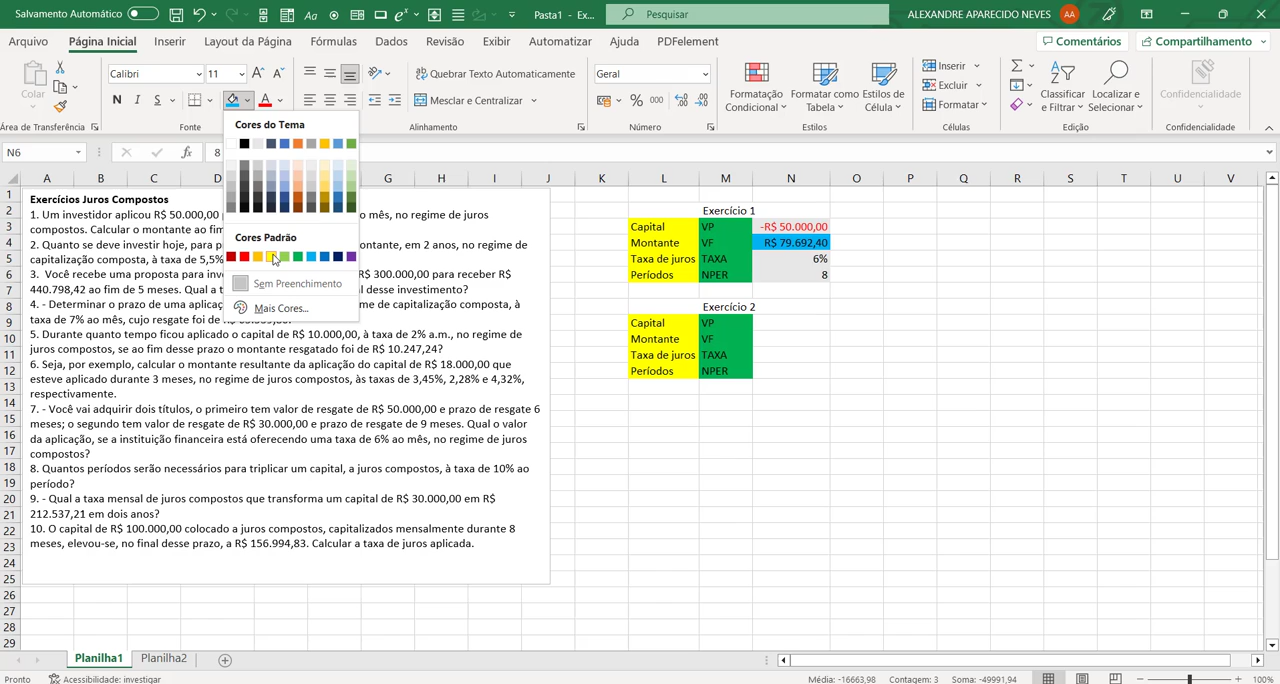 Salvamento Automático
Pasta1 - Ex...
Pesquisar
ALEXANDRE APARECIDO NEVES
AA
Arquivo Página Inicial Inserir Layout da Página Fórmulas Dados Revisão Exibir Automatizar Ajuda PDFelement
Comentários Compartilhamento
Colar
Calibri 11
N I S
Quebrar Texto Automaticamente
Mesclar e Centralizar
Geral
% 000
Formatação Condicional
Formatar como Tabela
Estilos de Célula
Inserir
Excluir
Formatar
Classificar e Filtrar
Localizar e Selecionar
Confidencialidade
Área de Transferência Fonte Alinhamento Número Estilos Células Edição Confidencialidade
N6 fx 8
Cores do Tema
Cores Padrão
Sem Preenchimento
Mais Cores...
A B C D G H I J K L M N O P Q R S T U V
1
2
3
4
5
6
7
8
9
10
11
12
13
14
15
16
17
18
19
20
21
22
23
24
25
26
27
28
29
Exercícios Juros Compostos
1. Um investidor aplicou R$ 50.000,00 o mês, no regime de juros
compostos. Calcular o montante ao fim
2. Quanto se deve investir hoje, para p ontante, em 2 anos, no regime de
capitalização composta, à taxa de 5,5%
3. Você recebe uma proposta para inv R$ 300.000,00 para receber R$
440.798,42 ao fim de 5 meses. Qual a l desse investimento?
4. - Determinar o prazo de uma aplicaç me de capitalização composta, à
taxa de 7% ao mês, cujo resgate foi de
5. Durante quanto tempo ficou aplicado o capital de R$ 10.000,00, à taxa de 2% a.m., no regime de
juros compostos, se ao fim desse prazo o montante resgatado foi de R$ 10.247,24?
6. Seja, por exemplo, calcular o montante resultante da aplicação do capital de R$ 18.000,00 que
esteve aplicado durante 3 meses, no regime de juros compostos, às taxas de 3,45%, 2,28% e 4,32%,
respectivamente.
7. - Você vai adquirir dois títulos, o primeiro tem valor de resgate de R$ 50.000,00 e prazo de resgate 6
meses; o segundo tem valor de resgate de R$ 30.000,00 e prazo de resgate de 9 meses. Qual o valor
da aplicação, se a instituição financeira está oferecendo uma taxa de 6% ao mês, no regime de juros
compostos?
8. Quantos períodos serão necessários para triplicar um capital, a juros compostos, à taxa de 10% ao
período?
9. - Qual a taxa mensal de juros compostos que transforma um capital de R$ 30.000,00 em R$
212.537,21 em dois anos?
10. O capital de R$ 100.000,00 colocado a juros compostos, capitalizados mensalmente durante 8
meses, elevou-se, no final desse prazo, a R$ 156.994,83. Calcular a taxa de juros aplicada.
Exercício 1
Capital VP -R$ 50.000,00
Montante VF R$ 79.692,40
Taxa de juros TAXA 6%
Períodos NPER 8
Exercício 2
Capital VP
Montante VF
Taxa de juros TAXA
Períodos NPER
Planilha1 Planilha2
Pronto Acessibilidade: investigar Média: -16663,98 Contagem: 3 Soma: -49991,94 100%